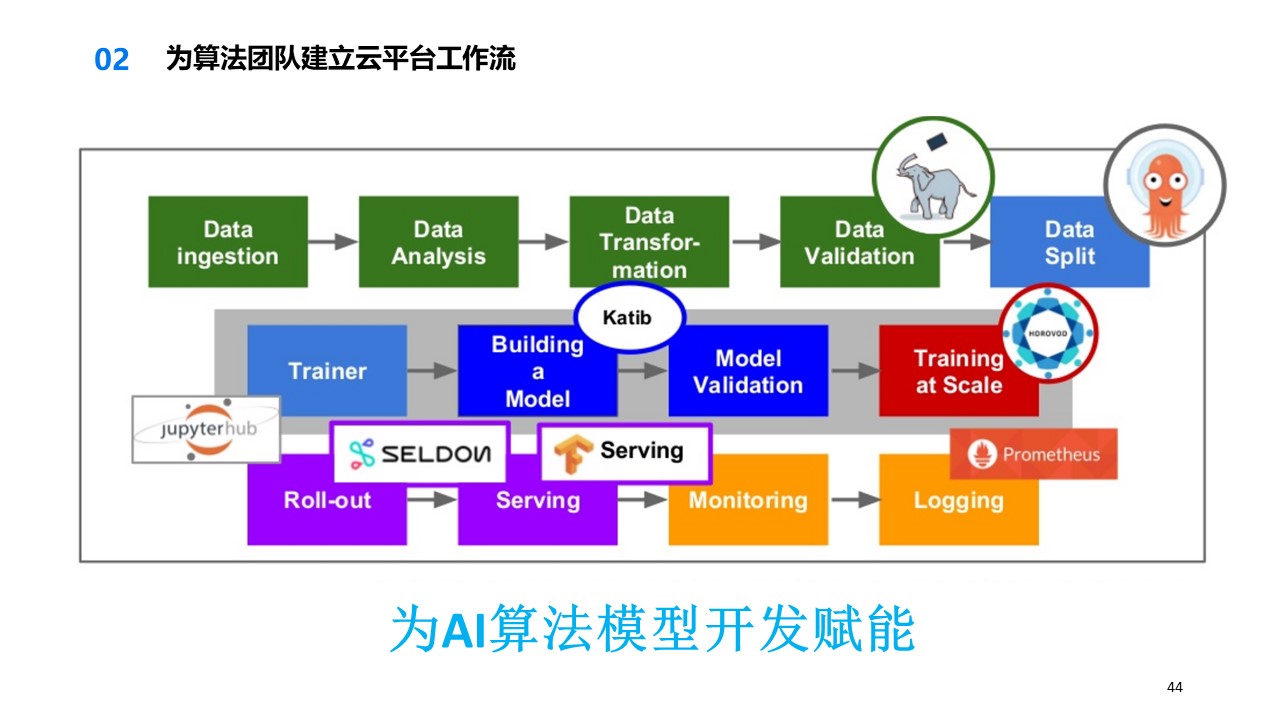 02 为算法团队建立云平台工作流
Data
ingestion
Data
Analysis
Data
Transfor-
mation
Data
Validation
Data
Split
Katib
HOROVOD
Trainer
Building
a
Model
Model
Validation
Training
at Scale
jupyterhub
SELDON
Serving
Prometheus
Roll-out
Serving
Monitoring
Logging
为AI算法模型开发赋能
44